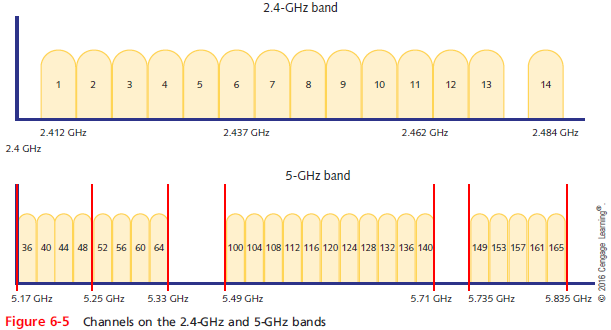 2.4-GHz band
1 2 3 4 5 6 7 8 9 10 11 12 13 14
2.412 GHz 2.437 GHz 2.462 GHz 2.484 GHz
2.4 GHz
5-GHz band
36 40 44 48 52 56 60 64 100 104 108 112 116 120 124 128 132 136 140 149 153 157 161 165
5.17 GHz 5.25 GHz 5.33 GHz 5.49 GHz 5.71 GHz 5.735 GHz 5.835 GHz
© 2016 Cengage Learning®.
Figure 6-5 Channels on the 2.4-GHz and 5-GHz bands